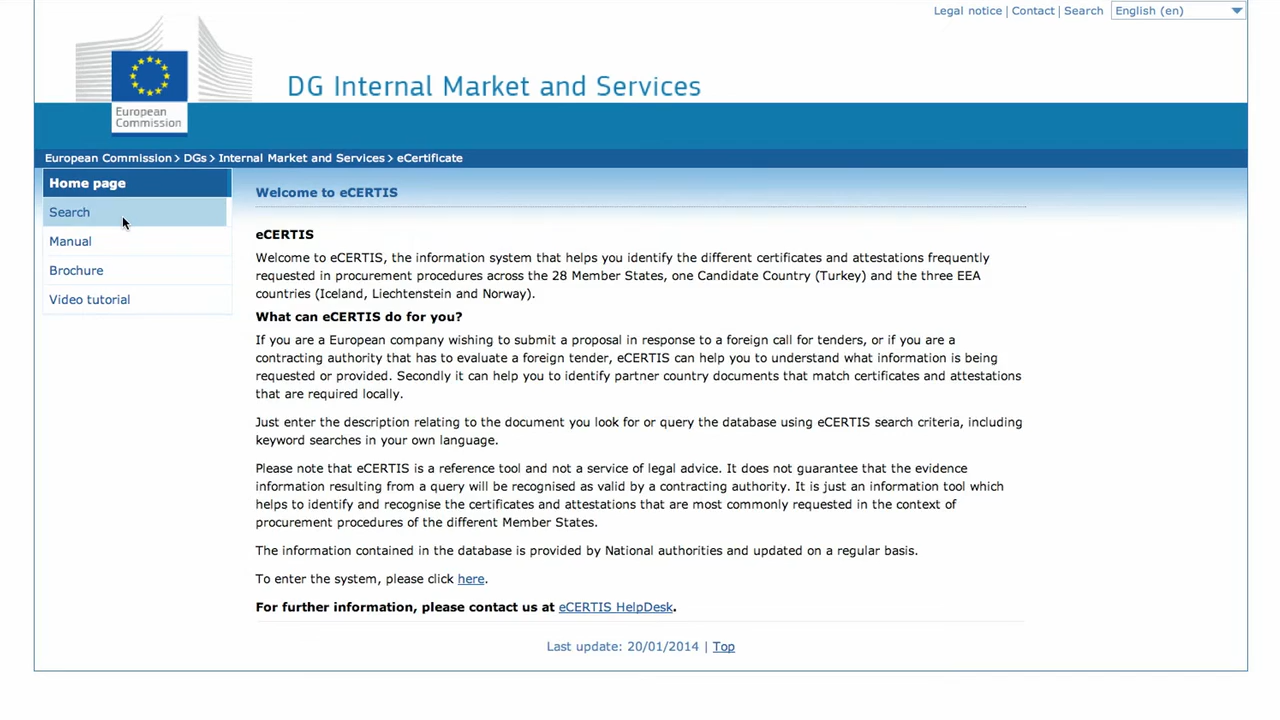 Legal notice | Contact | Search English (en)
European
Commission
DG Internal Market and Services
European Commission > DGs > Internal Market and Services > eCertificate
Home page
Search
Manual
Brochure
Video tutorial
Welcome to eCERTIS
eCERTIS
Welcome to eCERTIS, the information system that helps you identify the different certificates and attestations frequently
requested in procurement procedures across the 28 Member States, one Candidate Country (Turkey) and the three EEA
countries (Iceland, Liechtenstein and Norway).
What can eCERTIS do for you?
If you are a European company wishing to submit a proposal in response to a foreign call for tenders, or if you are a
contracting authority that has to evaluate a foreign tender, eCERTIS can help you to understand what information is being
requested or provided. Secondly it can help you to identify partner country documents that match certificates and attestations
that are required locally.
Just enter the description relating to the document you look for or query the database using eCERTIS search criteria, including
keyword searches in your own language.
Please note that eCERTIS is a reference tool and not a service of legal advice. It does not guarantee that the evidence
information resulting from a query will be recognised as valid by a contracting authority. It is just an information tool which
helps to identify and recognise the certificates and attestations that are most commonly requested in the context of
procurement procedures of the different Member States.
The information contained in the database is provided by National authorities and updated on a regular basis.
To enter the system, please click here.
For further information, please contact us at eCERTIS HelpDesk.
Last update: 20/01/2014 | Top